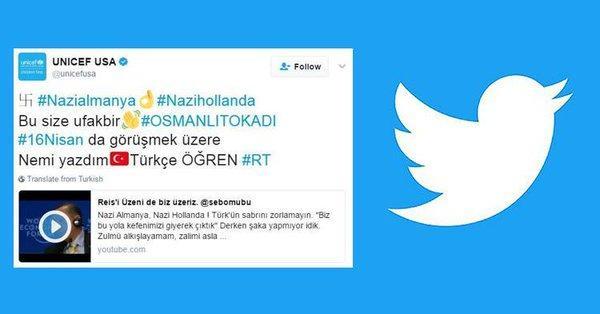 unicef
UNICEF USA
@unicefusa
Follow
卐 #Nazialmanya👌#Nazihollanda
Bu size ufakbir👋#OSMANLITOKADI
#16Nisan da görüşmek üzere
Nemi yazdım🇹🇷Türkçe ÖĞREN #RT
Translate from Turkish
Reis'i Üzeni de biz üzeriz. @sebomubu
Nazi Almanya, Nazi Hollanda ! Türk'ün sabrını zorlamayın. "Biz
bu yola kefenimizi giyerek çıktık" Derken şaka yapmıyor idik.
Zulmü alkışlayamam, zalimi asla ...
youtube.com